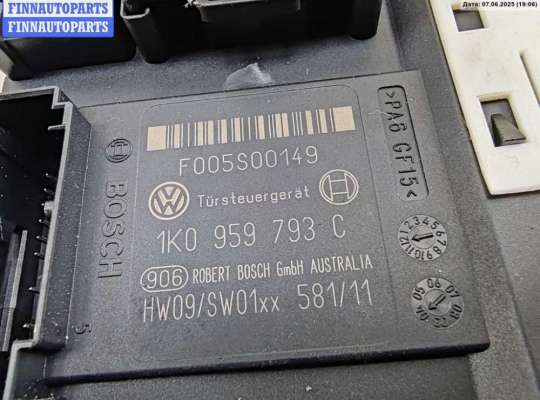 FINNAUTOPARTS
FINNAUTOPARTS
Дата: 07.06.2025 (19:06)
F005S00149
Türsteuergerät
1K0 959 793 C
906 ROBERT BOSCH GmbH AUSTRALIA
HW09/SW01xx 581/11
BOSCH
>PA6 GF15<
5